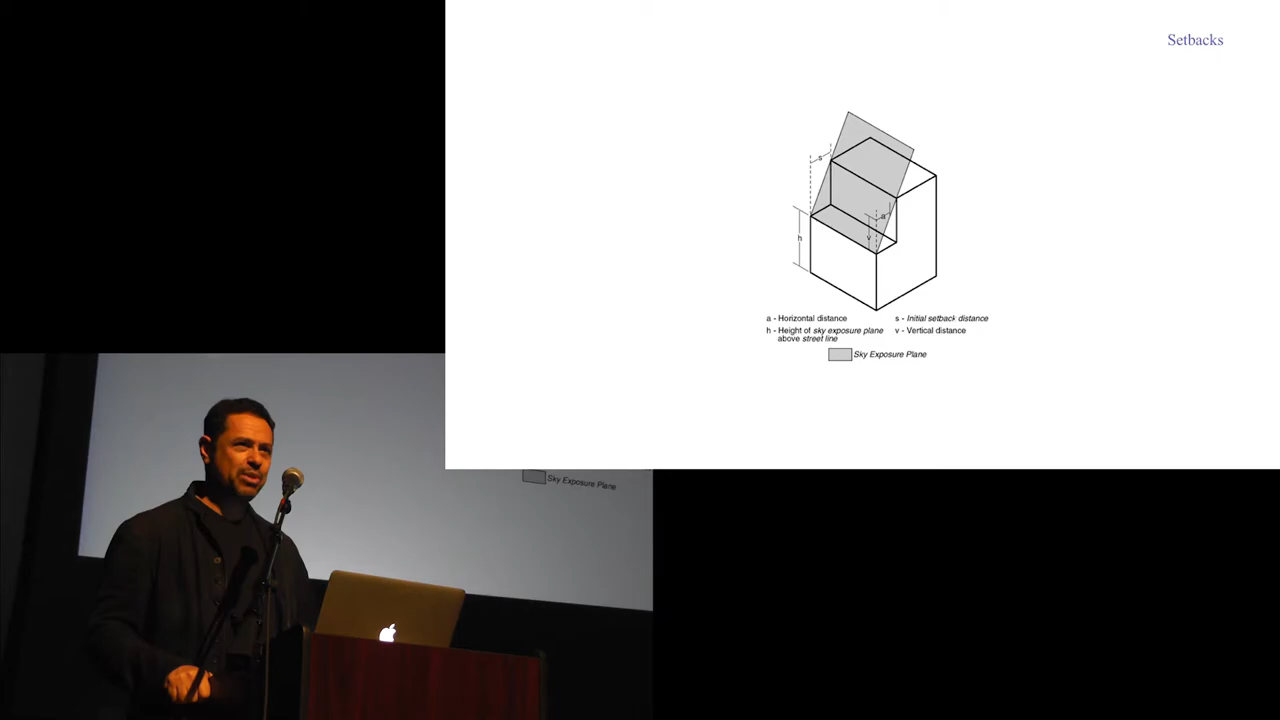 Setbacks
s
a
h
v
a - Horizontal distance
h - Height of sky exposure plane
above street line
s - Initial setback distance
v - Vertical distance
Sky Exposure Plane
Sky Exposure Plane